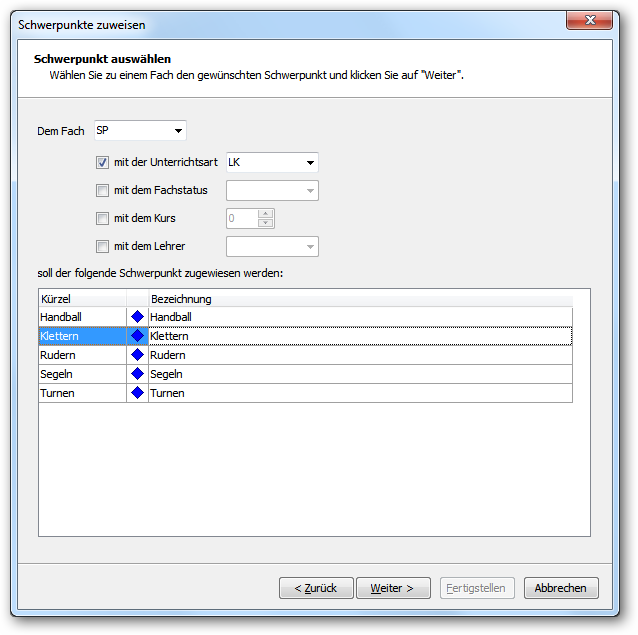 Schwerpunkte zuweisen
Schwerpunkt auswählen
Wählen Sie zu einem Fach den gewünschten Schwerpunkt und klicken Sie auf "Weiter".
Dem Fach SP
mit der Unterrichtsart LK
mit dem Fachstatus
mit dem Kurs 0
mit dem Lehrer
soll der folgende Schwerpunkt zugewiesen werden:
Kürzel Bezeichnung
Handball Handball
Klettern Klettern
Rudern Rudern
Segeln Segeln
Turnen Turnen
< Zurück Weiter > Fertigstellen Abbrechen